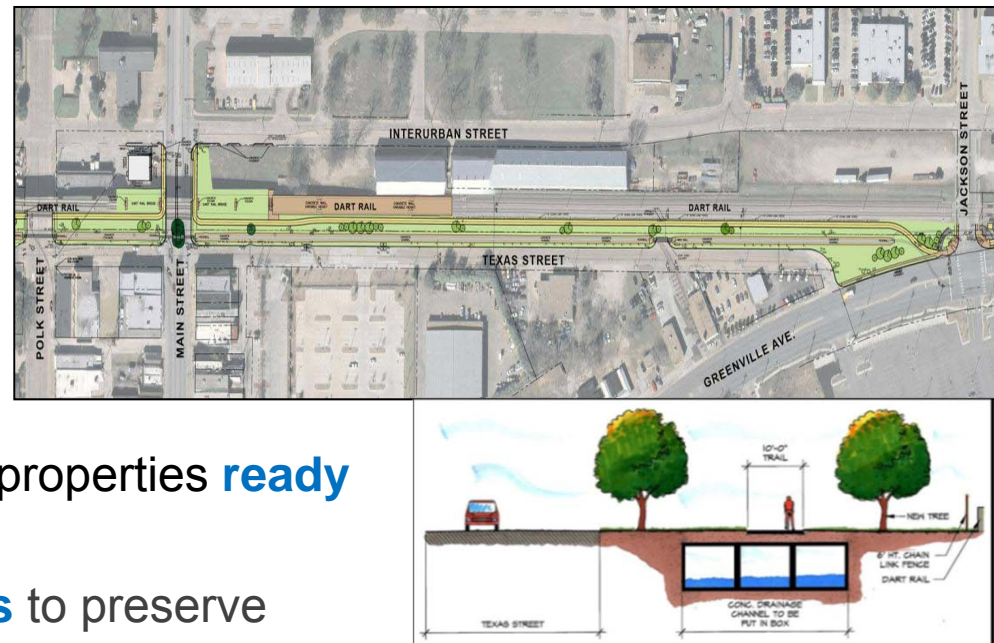 INTERURBAN STREET
JACKSON STREET
DART RAIL
DART RAIL
DART RAIL
TEXAS STREET
POLK STREET
MAIN STREET
GREENVILLE AVE.
properties ready
s to preserve
10'-0"
TRAIL
NEW TREE
6' HT. CHAIN
LINK FENCE
DART RAIL
CONC. DRAINAGE
CHANNEL TO BE
PUT IN BOX
TEXAS STREET